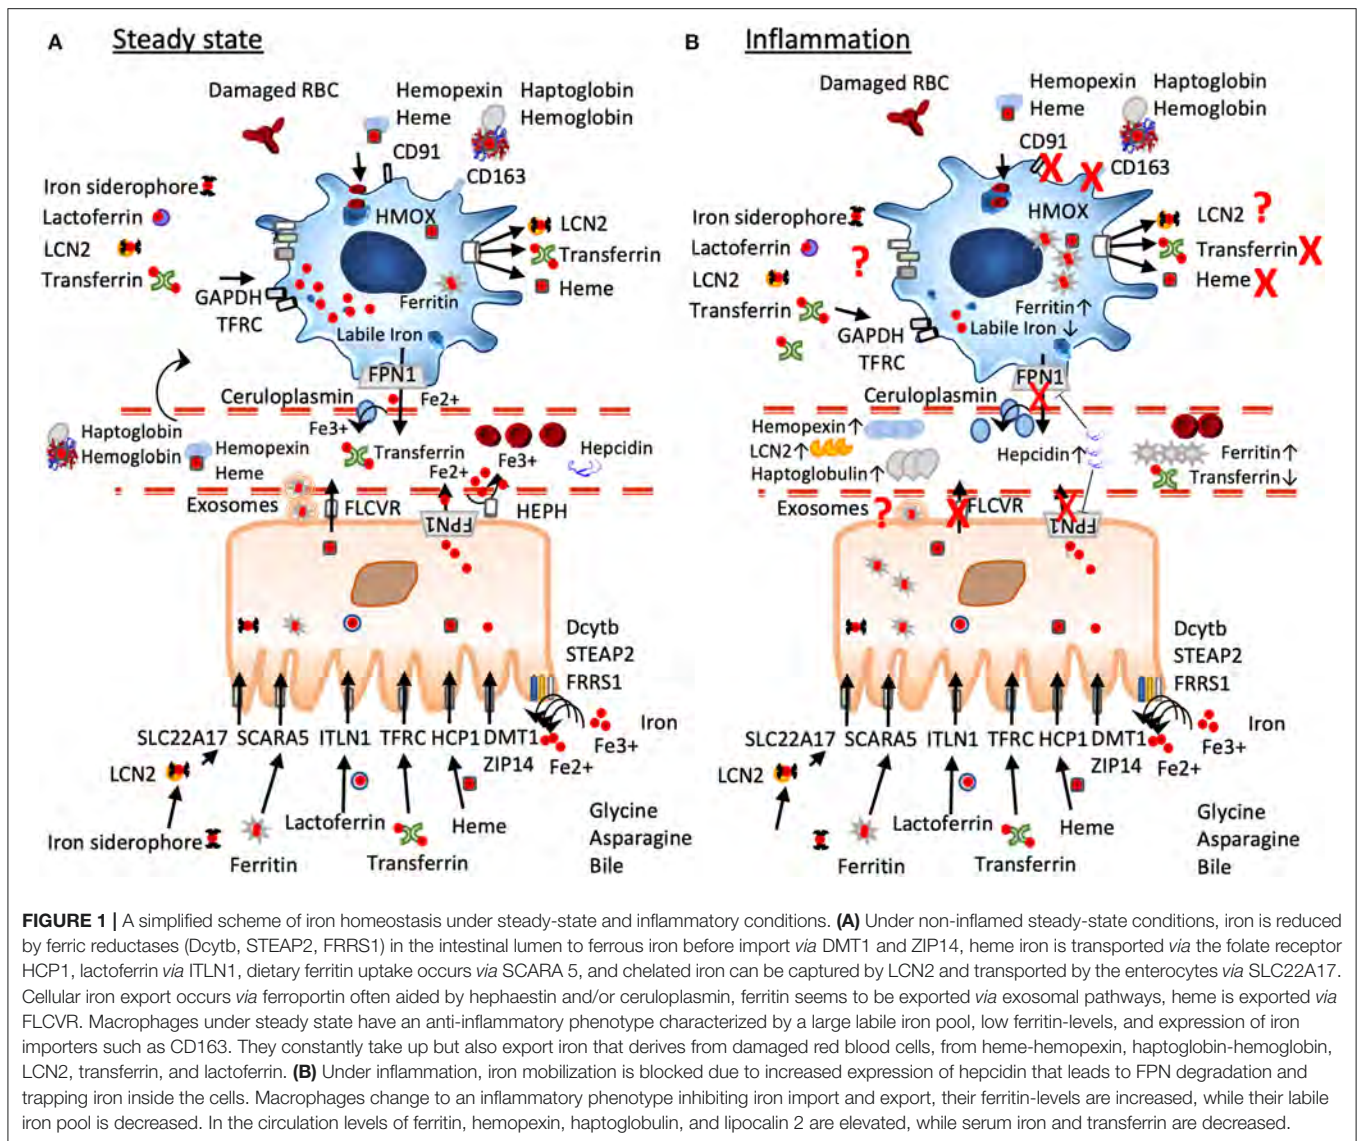 A Steady state
Damaged RBC
Hemopexin
Heme
Haptoglobin
Hemoglobin
CD91
CD163
Iron siderophore
Lactoferrin
LCN2
Transferrin
HMOX
LCN2
Transferrin
Heme
GAPDH
TFRC
Ferritin
Labile Iron
FPN1
Ceruloplasmin
Fe2+
Fe3+
Haptoglobin
Hemoglobin
Hemopexin
Heme
Transferrin
Fe2+
Fe3+
Hepcidin
Exosomes
FLCVR
FPN1
HEPH
Dcytb
STEAP2
FRRS1
Iron
Fe3+
Fe2+
SLC22A17 SCARA5 ITLN1 TFRC HCP1 DMT1
ZIP14
LCN2
Iron siderophore
Ferritin
Lactoferrin
Transferrin
Heme
Glycine
Asparagine
Bile
B Inflammation
Damaged RBC
Hemopexin
Heme
Haptoglobin
Hemoglobin
CD91
X
X
CD163
Iron siderophore
Lactoferrin
LCN2
Transferrin
?
HMOX
LCN2 ?
Transferrin X
Heme X
GAPDH
TFRC
Ferritin↑
Labile Iron ↓
FPN1
X
Ceruloplasmin
Hemopexin↑
LCN2↑
Haptoglobulin↑
Hepcidin↑
Ferritin↑
Transferrin↓
Exosomes ?
X
FLCVR
X
FPN1
Dcytb
STEAP2
FRRS1
Iron
Fe3+
Fe2+
SLC22A17 SCARA5 ITLN1 TFRC HCP1 DMT1
ZIP14
LCN2
Ferritin
Lactoferrin
Transferrin
Heme
Glycine
Asparagine
Bile
FIGURE 1 | A simplified scheme of iron homeostasis under steady-state and inflammatory conditions. (A) Under non-inflamed steady-state conditions, iron is reduced
by ferric reductases (Dcytb, STEAP2, FRRS1) in the intestinal lumen to ferrous iron before import via DMT1 and ZIP14, heme iron is transported via the folate receptor
HCP1, lactoferrin via ITLN1, dietary ferritin uptake occurs via SCARA 5, and chelated iron can be captured by LCN2 and transported by the enterocytes via SLC22A17.
Cellular iron export occurs via ferroportin often aided by hephaestin and/or ceruloplasmin, ferritin seems to be exported via exosomal pathways, heme is exported via
FLCVR. Macrophages under steady state have an anti-inflammatory phenotype characterized by a large labile iron pool, low ferritin-levels, and expression of iron
importers such as CD163. They constantly take up but also export iron that derives from damaged red blood cells, from heme-hemopexin, haptoglobin-hemoglobin,
LCN2, transferrin, and lactoferrin. (B) Under inflammation, iron mobilization is blocked due to increased expression of hepcidin that leads to FPN degradation and
trapping iron inside the cells. Macrophages change to an inflammatory phenotype inhibiting iron import and export, their ferritin-levels are increased, while their labile
iron pool is decreased. In the circulation levels of ferritin, hemopexin, haptoglobulin, and lipocalin 2 are elevated, while serum iron and transferrin are decreased.